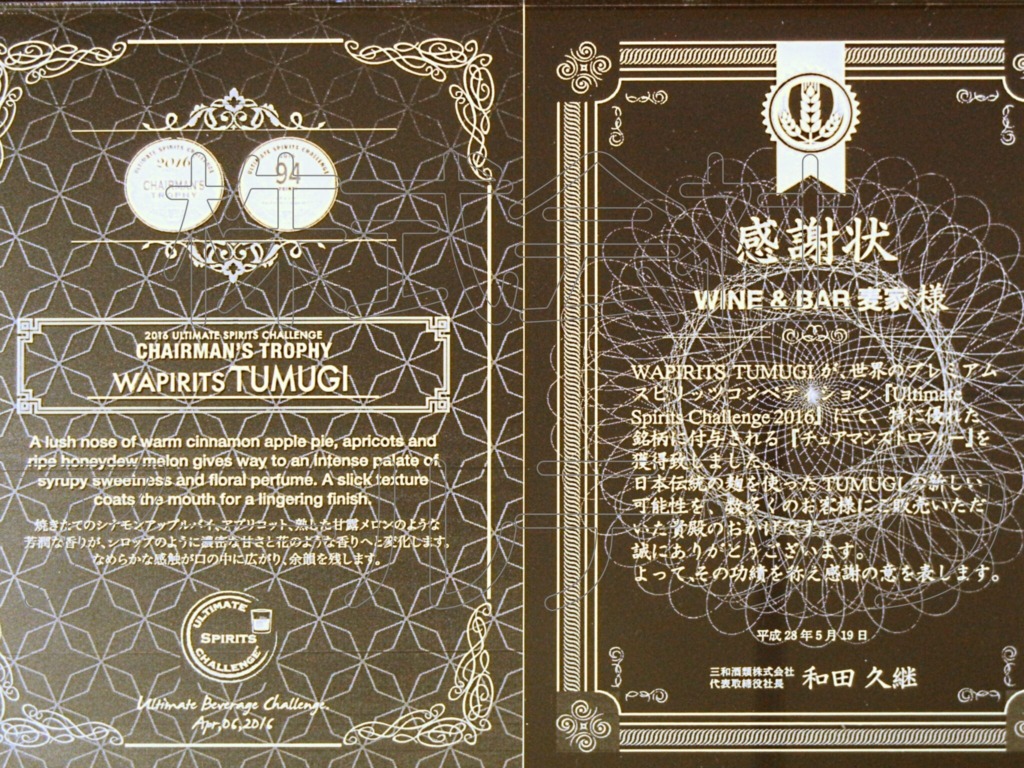 ULTIMATE SPIRITS CHALLENGE
2016
CHAIRMAN'S
TROPHY
ULTIMATE SPIRITS CHALLENGE
94
2016 ULTIMATE SPIRITS CHALLENGE
CHAIRMAN'S TROPHY
WAPIRITS TUMUGI
A lush nose of warm cinnamon apple pie, apricots and
ripe honeydew melon gives way to an intense palate of
syrupy sweetness and floral perfume. A slick texture
coats the mouth for a lingering finish.
焼きたてのシナモンアップルパイ、アプリコット、熟した甘露メロンのような
芳潤な香りが、シロップのように濃密な甘さと花のような香りへと変化します。
なめらかな感触が口の中に広がり、余韻を残します。
ULTIMATE
SPIRITS
CHALLENGE
Ultimate Beverage Challenge.
Apr,06,2016
感謝状
WINE & BAR 麦家様
WAPIRITS TUMUGI が、世界のプレミアム
スピリッツコンペティション『Ultimate
Spirits Challenge 2016』にて、特に優れた
銘柄に付与される『チェアマンズトロフィー』を
獲得致しました。
日本伝統の麹を使った TUMUGI の新しい
可能性を、数多くのお客様にご販売いただ
いた貴殿のおかげです。
誠にありがとうございます。
よって、その功績を称え感謝の意を表します。
平成28年5月19日
三和酒類株式会社
代表取締役社長 和田 久継